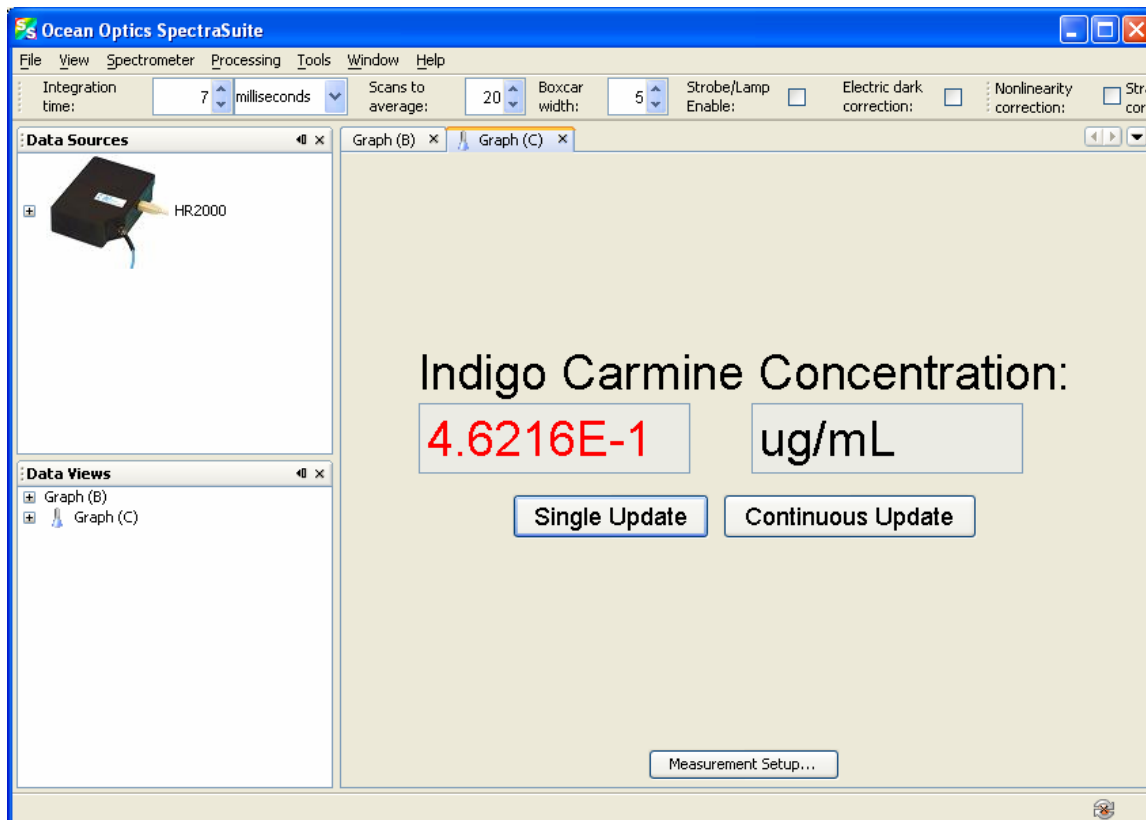 Ocean Optics SpectraSuite
File View Spectrometer Processing Tools Window Help
Integration time: 7 milliseconds Scans to average: 20 Boxcar width: 5 Strobe/Lamp Enable: Electric dark correction: Nonlinearity correction: Stra cor
Data Sources
Graph (B) Graph (C)
HR2000
Indigo Carmine Concentration:
4.6216E-1 ug/mL
Single Update Continuous Update
Data Views
Graph (B)
Graph (C)
Measurement Setup...